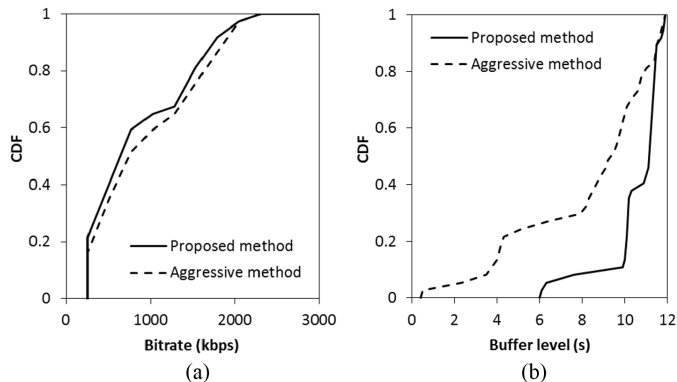 1
0.8
0.6
0.4
0.2
0
CDF
Proposed method
Aggressive method
0 1000 2000 3000
Bitrate (kbps)
(a)
1
0.8
0.6
0.4
0.2
0
CDF
Proposed method
Aggressive method
0 2 4 6 8 10 12
Buffer level (s)
(b)